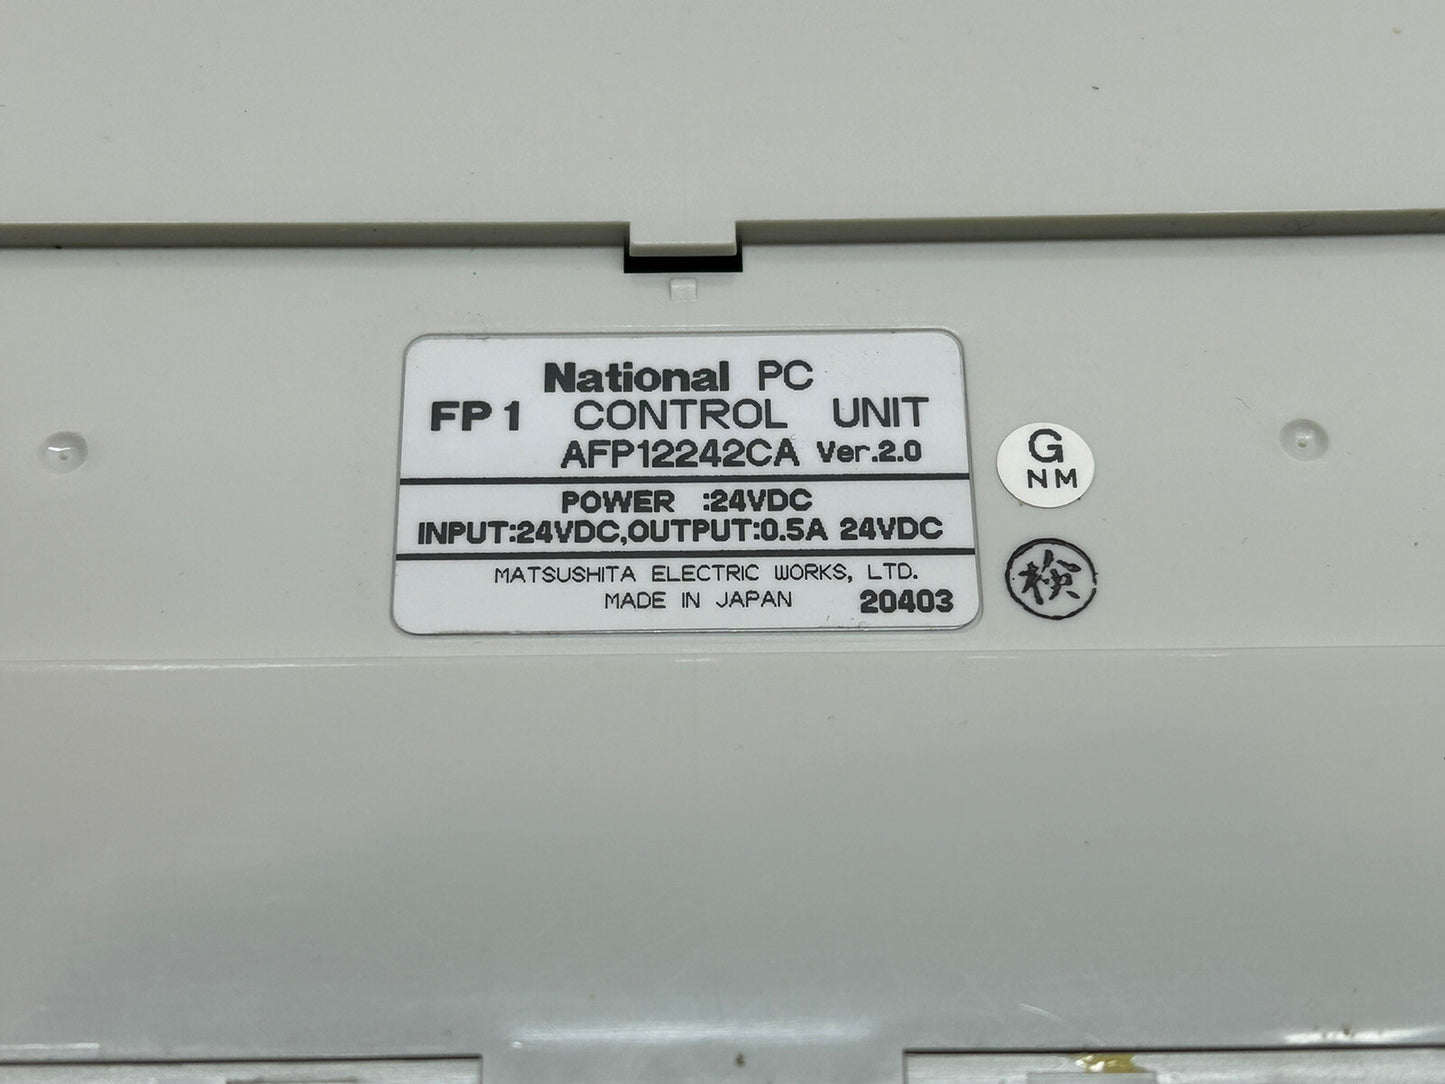 National PC
FP1 CONTROL UNIT
AFP12242CA Ver.2.0
POWER :24VDC
INPUT:24VDC,OUTPUT:0.5A 24VDC
MATSUSHITA ELECTRIC WORKS, LTD.
MADE IN JAPAN 20403
G
NM
検